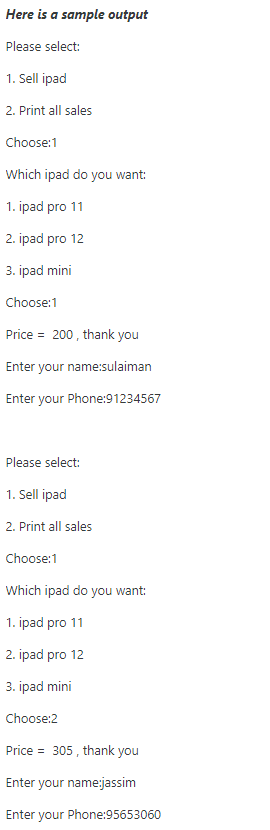 Here is a sample output
Please select:
1. Sell ipad
2. Print all sales
Choose:1
Which ipad do you want:
1. ipad pro 11
2. ipad pro 12
3. ipad mini
Choose:1
Price =  200 , thank you
Enter your name:sulaiman
Enter your Phone:91234567
Please select:
1. Sell ipad
2. Print all sales
Choose:1
Which ipad do you want:
1. ipad pro 11
2. ipad pro 12
3. ipad mini
Choose:2
Price =  305 , thank you
Enter your name:jassim
Enter your Phone:95653060